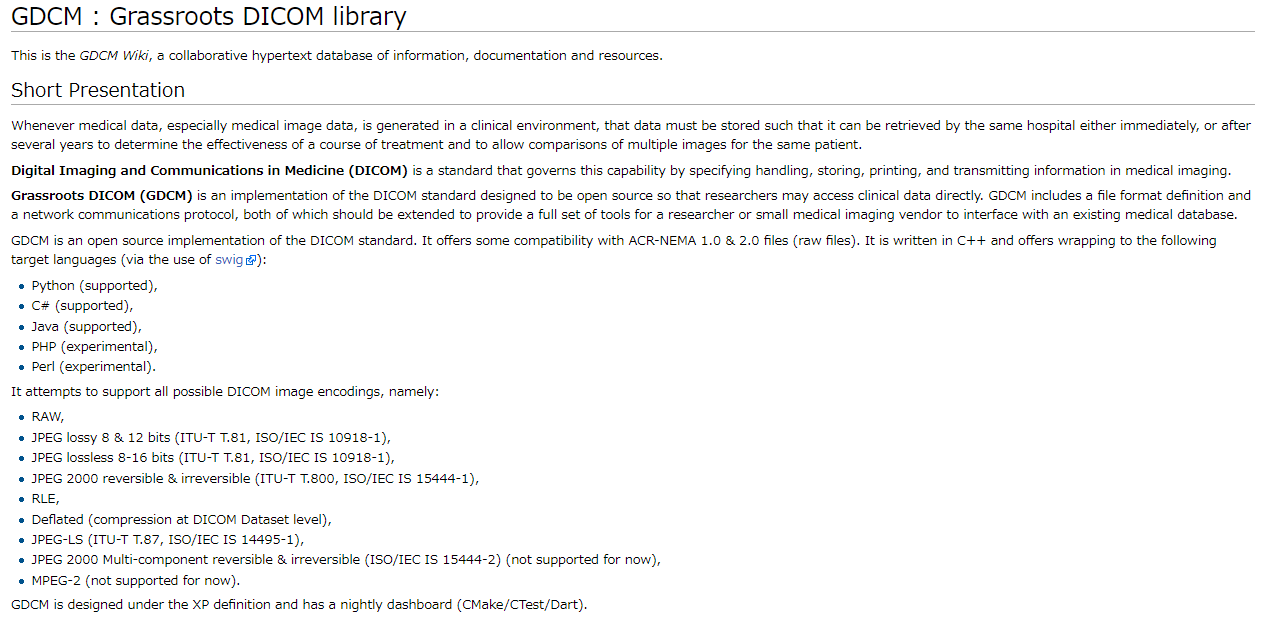 GDCM : Grassroots DICOM library
This is the GDCM Wiki, a collaborative hypertext database of information, documentation and resources.
Short Presentation
Whenever medical data, especially medical image data, is generated in a clinical environment, that data must be stored such that it can be retrieved by the same hospital either immediately, or after
several years to determine the effectiveness of a course of treatment and to allow comparisons of multiple images for the same patient.
Digital Imaging and Communications in Medicine (DICOM) is a standard that governs this capability by specifying handling, storing, printing, and transmitting information in medical imaging.
Grassroots DICOM (GDCM) is an implementation of the DICOM standard designed to be open source so that researchers may access clinical data directly. GDCM includes a file format definition and
a network communications protocol, both of which should be extended to provide a full set of tools for a researcher or small medical imaging vendor to interface with an existing medical database.
GDCM is an open source implementation of the DICOM standard. It offers some compatibility with ACR-NEMA 1.0 & 2.0 files (raw files). It is written in C++ and offers wrapping to the following
target languages (via the use of swig):
• Python (supported),
• C# (supported),
• Java (supported),
• PHP (experimental),
• Perl (experimental).
It attempts to support all possible DICOM image encodings, namely:
• RAW,
• JPEG lossy 8 & 12 bits (ITU-T T.81, ISO/IEC IS 10918-1),
• JPEG lossless 8-16 bits (ITU-T T.81, ISO/IEC IS 10918-1),
• JPEG 2000 reversible & irreversible (ITU-T T.800, ISO/IEC IS 15444-1),
• RLE,
• Deflated (compression at DICOM Dataset level),
• JPEG-LS (ITU-T T.87, ISO/IEC IS 14495-1),
• JPEG 2000 Multi-component reversible & irreversible (ISO/IEC IS 15444-2) (not supported for now),
• MPEG-2 (not supported for now).
GDCM is designed under the XP definition and has a nightly dashboard (CMake/CTest/Dart).